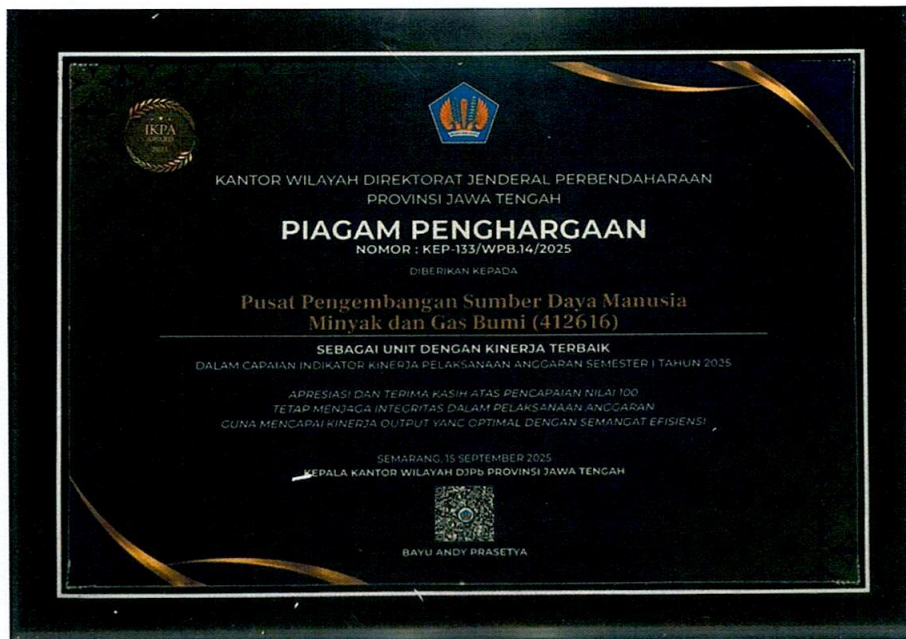 IKPA
AWARD
2025
KANTOR WILAYAH DIREKTORAT JENDERAL PERBENDAHARAAN
PROVINSI JAWA TENGAH
PIAGAM PENGHARGAAN
NOMOR : KEP-133/WPB.14/2025
DIBERIKAN KEPADA
Pusat Pengembangan Sumber Daya Manusia
Minyak dan Gas Bumi (412616)
SEBAGAI UNIT DENGAN KINERJA TERBAIK
DALAM CAPAIAN INDIKATOR KINERJA PELAKSANAAN ANGGARAN SEMESTER I TAHUN 2025
APRESIASI DAN TERIMA KASIH ATAS PENCAPAIAN NILAI 100
TETAP MENJAGA INTEGRITAS DALAM PELAKSANAAN ANGGARAN
GUNA MENCAPAI KINERJA OUTPUT YANG OPTIMAL DENGAN SEMANGAT EFISIENSI
SEMARANG, 15 SEPTEMBER 2025
KEPALA KANTOR WILAYAH DJPb PROVINSI JAWA TENGAH
BAYU ANDY PRASETYA